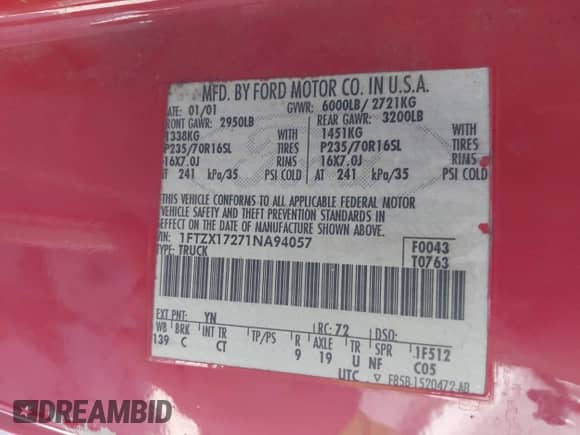 MFD. BY FORD MOTOR CO. IN U.S.A.
DATE: 01/01 GVWR: 6000LB/ 2721KG
FRONT GAWR: 2950LB REAR GAWR: 3200LB
1338KG WITH 1451KG WITH
P235/70R16SL TIRES P235/70R16SL TIRES
16X7.0J RIMS 16X7.0J RIMS
AT 241 kPa/35 PSI COLD AT 241 kPa/35 PSI COLD
THIS VEHICLE CONFORMS TO ALL APPLICABLE FEDERAL MOTOR
VEHICLE SAFETY AND THEFT PREVENTION STANDARDS IN
EFFECT ON THE DATE OF MANUFACTURE SHOWN ABOVE.
VIN: 1FTZX17271NA94057 F0043
TYPE: TRUCK T0763
EXT PNT: YN RC: 72 DSO:
WB BRK INT TR TP/PS R AXLE TR SPR 1F512
139 C CT 9 19 U NF C05
UTC ▽ F85B-1520472-AB
DREAMBID